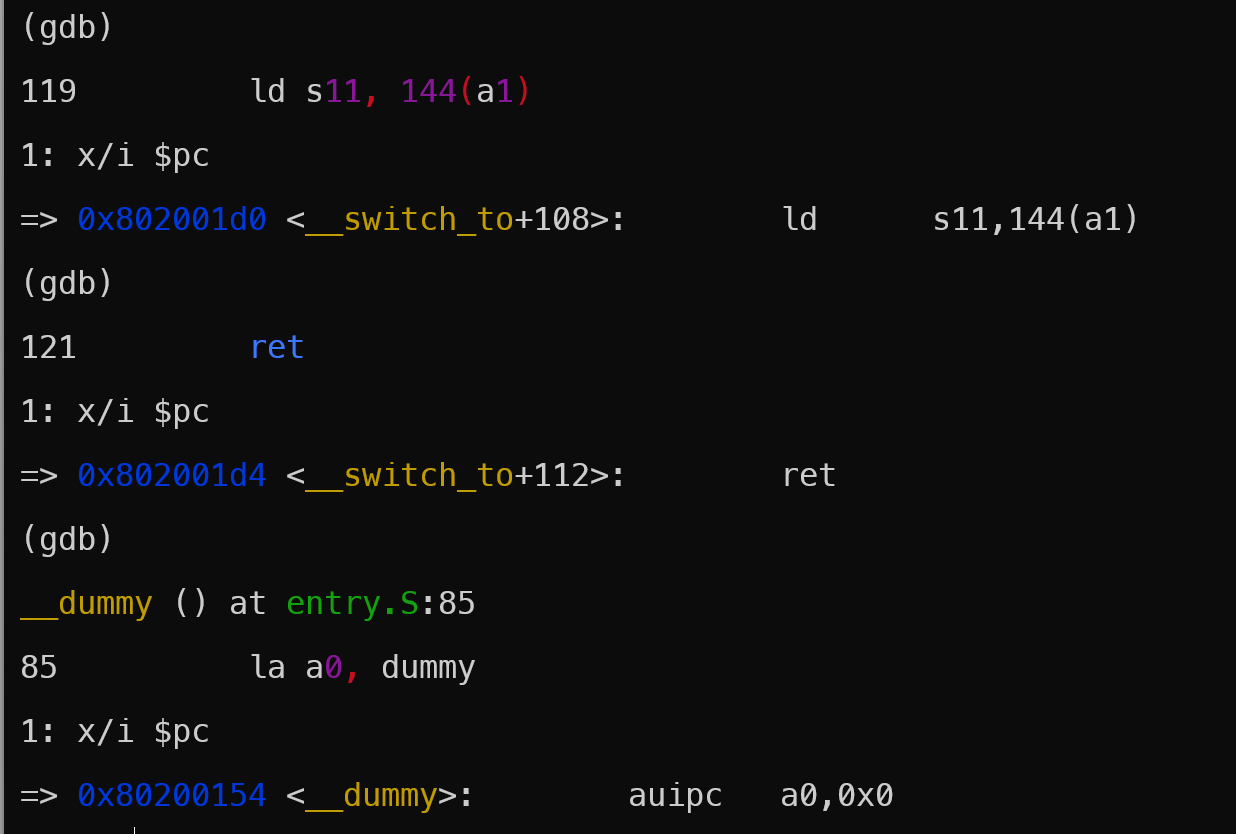 (gdb)
119 ld s11, 144(a1)
1: x/i $pc
=> 0x802001d0 <__switch_to+108>: ld s11,144(a1)
(gdb)
121 ret
1: x/i $pc
=> 0x802001d4 <__switch_to+112>: ret
(gdb)
__dummy () at entry.S:85
85 la a0, dummy
1: x/i $pc
=> 0x80200154 <__dummy>: auipc a0,0x0